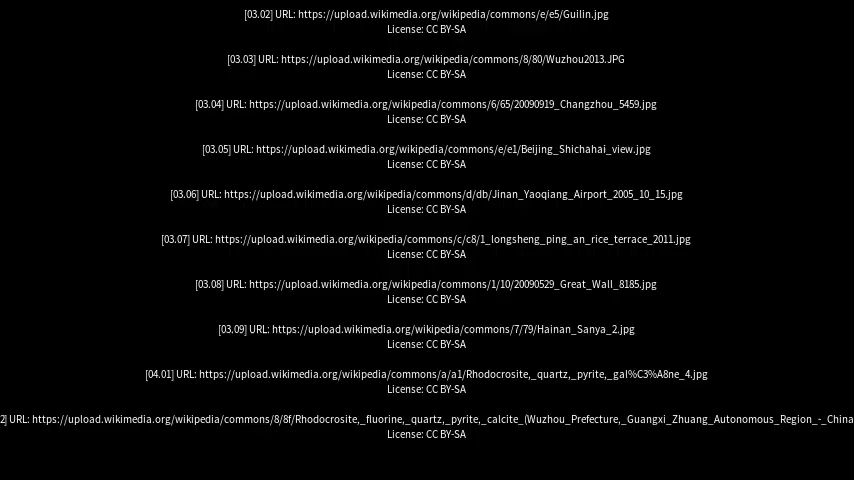 [03.02] URL: https://upload.wikimedia.org/wikipedia/commons/e/e5/Guilin.jpg
License: CC BY-SA
[03.03] URL: https://upload.wikimedia.org/wikipedia/commons/8/80/Wuzhou2013.JPG
License: CC BY-SA
[03.04] URL: https://upload.wikimedia.org/wikipedia/commons/6/65/20090919_Changzhou_5459.jpg
License: CC BY-SA
[03.05] URL: https://upload.wikimedia.org/wikipedia/commons/e/e1/Beijing_Shichahai_view.jpg
License: CC BY-SA
[03.06] URL: https://upload.wikimedia.org/wikipedia/commons/d/db/Jinan_Yaoqiang_Airport_2005_10_15.jpg
License: CC BY-SA
[03.07] URL: https://upload.wikimedia.org/wikipedia/commons/c/c8/1_longsheng_ping_an_rice_terrace_2011.jpg
License: CC BY-SA
[03.08] URL: https://upload.wikimedia.org/wikipedia/commons/1/10/20090529_Great_Wall_8185.jpg
License: CC BY-SA
[03.09] URL: https://upload.wikimedia.org/wikipedia/commons/7/79/Hainan_Sanya_2.jpg
License: CC BY-SA
[04.01] URL: https://upload.wikimedia.org/wikipedia/commons/a/a1/Rhodocrosite,_quartz,_pyrite,_gal%C3%A8ne_4.jpg
License: CC BY-SA
2] URL: https://upload.wikimedia.org/wikipedia/commons/8/8f/Rhodocrosite,_fluorine,_quartz,_pyrite,_calcite_(Wuzhou_Prefecture,_Guangxi_Zhuang_Autonomous_Region_-_China
License: CC BY-SA